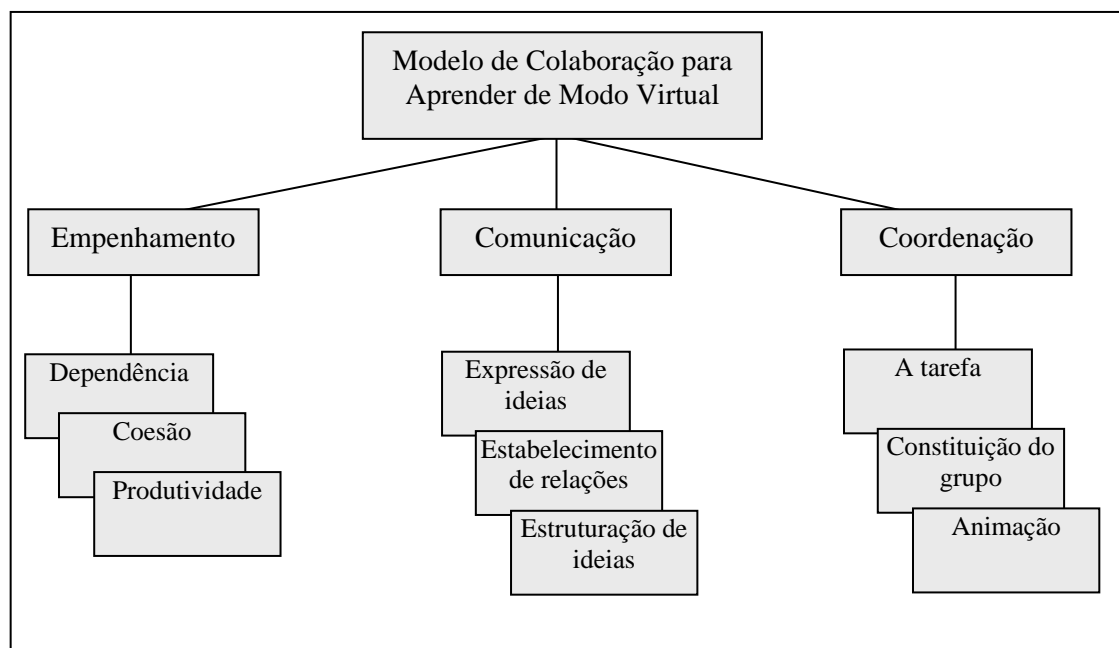 Modelo de Colaboração para
Aprender de Modo Virtual
Empenhamento
Comunicação
Coordenação
Dependência
Coesão
Produtividade
Expressão de
ideias
Estabelecimento
de relações
Estruturação de
ideias
A tarefa
Constituição do
grupo
Animação